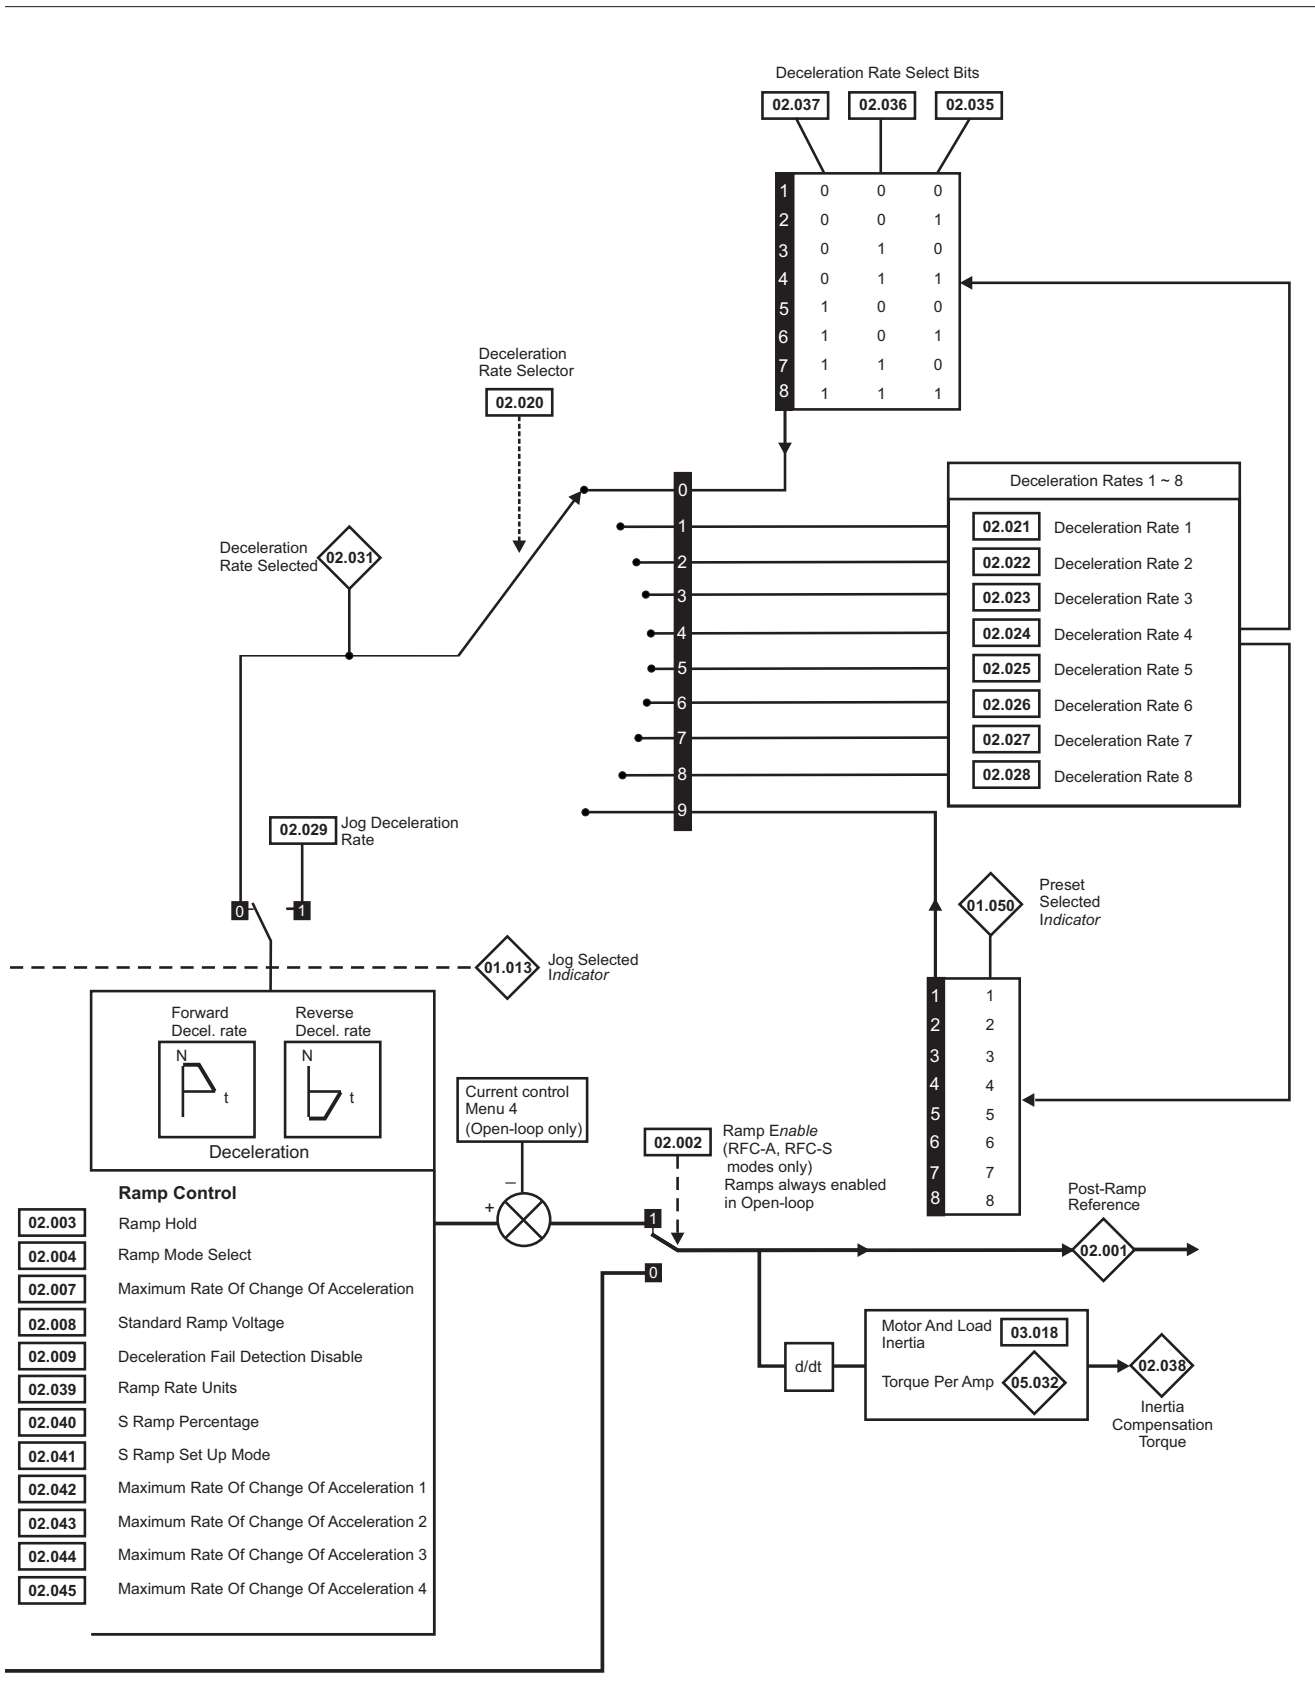 Deceleration Rate Select Bits
02.037 02.036 02.035
1 0 0 0
2 0 0 1
3 0 1 0
4 0 1 1
5 1 0 0
6 1 0 1
7 1 1 0
8 1 1 1
Deceleration
Rate Selector
02.020
0
1
2
3
4
5
6
7
8
9
Deceleration Rates 1 ~ 8
02.021 Deceleration Rate 1
02.022 Deceleration Rate 2
02.023 Deceleration Rate 3
02.024 Deceleration Rate 4
02.025 Deceleration Rate 5
02.026 Deceleration Rate 6
02.027 Deceleration Rate 7
02.028 Deceleration Rate 8
Deceleration
Rate Selected
02.031
02.029
Jog Deceleration
Rate
0 1
01.013
Jog Selected
Indicator
01.050
Preset
Selected
Indicator
1 1
2 2
3 3
4 4
5 5
6 6
7 7
8 8
Forward
Decel. rate
N
t
Reverse
Decel. rate
N
t
Deceleration
Current control
Menu 4
(Open-loop only)
–
+
02.002
Ramp Enable
(RFC-A, RFC-S
modes only)
Ramps always enabled
in Open-loop
1
0
Post-Ramp
Reference
02.001
d/dt
Motor And Load
Inertia
03.018
Torque Per Amp
05.032
02.038
Inertia
Compensation
Torque
Ramp Control
02.003 Ramp Hold
02.004 Ramp Mode Select
02.007 Maximum Rate Of Change Of Acceleration
02.008 Standard Ramp Voltage
02.009 Deceleration Fail Detection Disable
02.039 Ramp Rate Units
02.040 S Ramp Percentage
02.041 S Ramp Set Up Mode
02.042 Maximum Rate Of Change Of Acceleration 1
02.043 Maximum Rate Of Change Of Acceleration 2
02.044 Maximum Rate Of Change Of Acceleration 3
02.045 Maximum Rate Of Change Of Acceleration 4